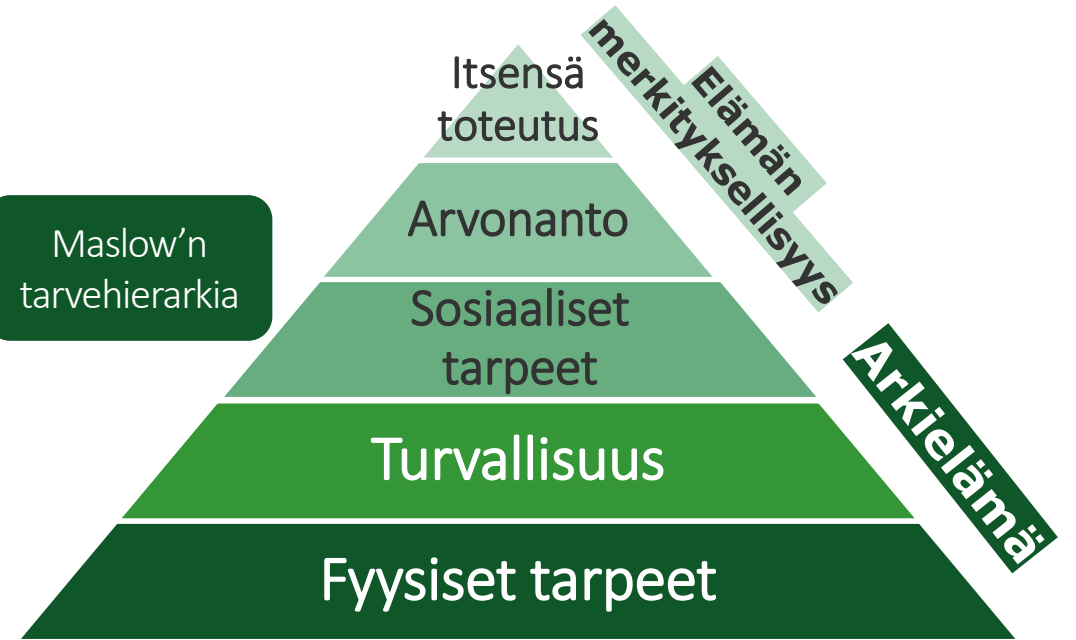 Itsensä
toteutus
Arvonanto
Sosiaaliset
tarpeet
Turvallisuus
Fyysiset tarpeet
Maslow’n
tarvehierarkia
Elämän
merkityksellisyys
Arkielämä